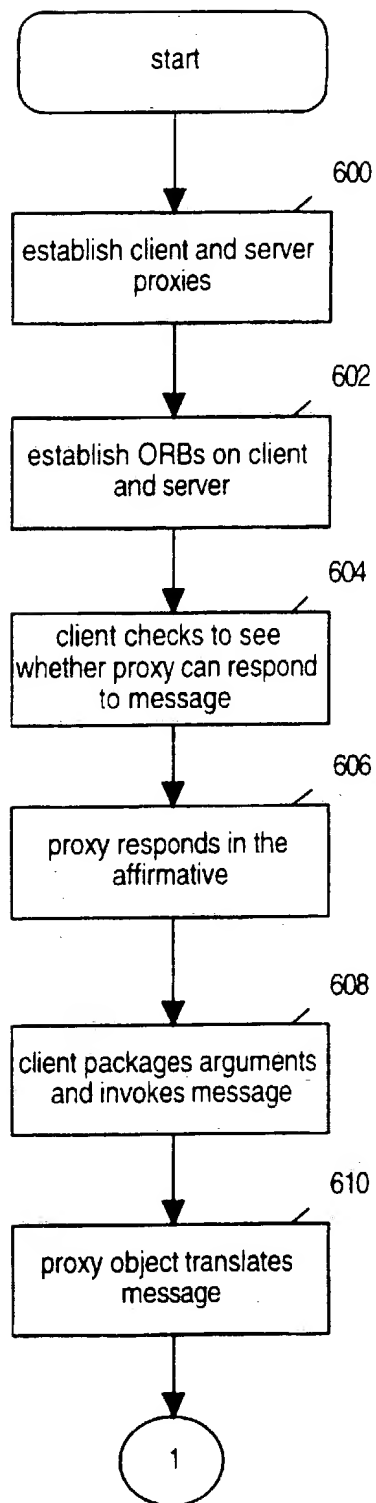 start
600
establish client and server
proxies
602
establish ORBs on client
and server
604
client checks to see
whether proxy can respond
to message
606
proxy responds in the
affirmative
608
client packages arguments
and invokes message
610
proxy object translates
message
1